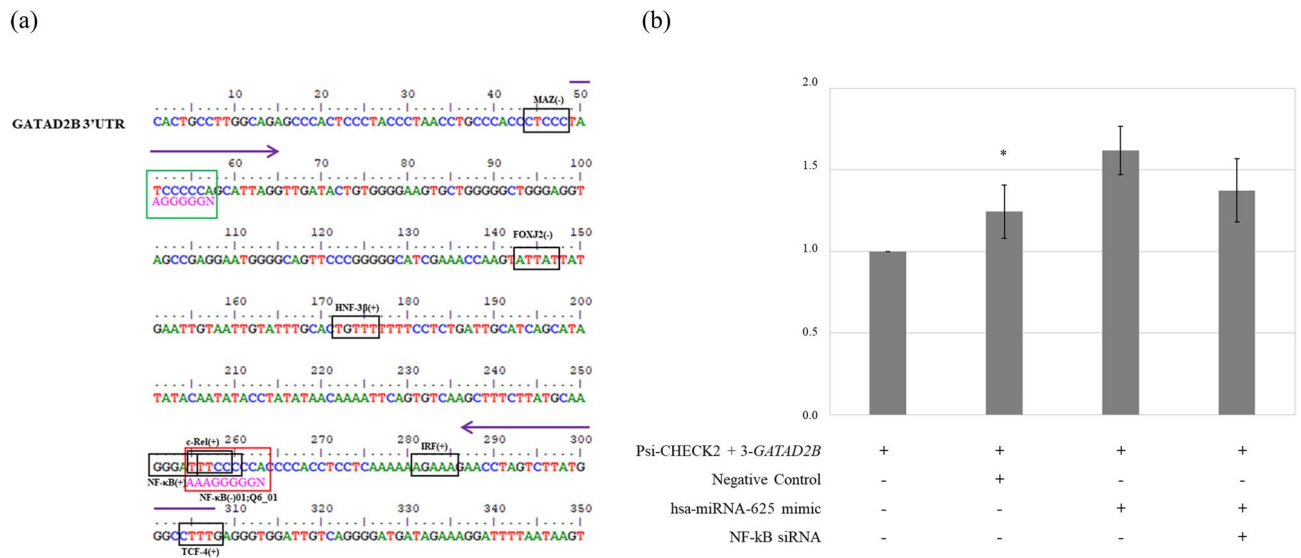 (a)
10 20 30 40 50
MAZ(-)
GATAD2B 3'UTR
CACTGCCTTGGCAGAGCCCACTCCCTACCCTAACCTGCCCACCCTCCCTA
60 70 80 90 100
TCCCCCAGCATTAGGTTGATACTGTGGGGAAGTGCTGGGGGCTGGGAGGT
AGGGGGN
110 120 130 140 150
FOXJ2(-)
AGCCGAGGAATGGGGCAGTTCCCGGGGGCATCGAAACCAAGTATTATTAT
160 170 180 190 200
HNF-3β(+)
GAATTGTAATTGTATTTGCACTGTTTTTTTCCTCTGATTGCATCAGCATA
210 220 230 240 250
TATACAATATACCTATATAACAAAATTCAGTGTCAAGCTTTCTTATGCAA
260 270 280 290 300
c-Rel(+) IRF(+)
GGGATTTCCCCCACCCCACCTCCTCAAAAAAGAAAGAACCTAGTCTTATG
NF-κB(+) AAAGGGGGN
NF-κB(-)01;Q6_01
310 320 330 340 350
GGCCTTTGAGGGTGGATTGTCAGGGGATGATAGAAAGGATTTTAATAAGT
TCF-4(+)
(b)
2.0
1.5
*
1.0
0.5
0.0
Psi-CHECK2 + 3-GATAD2B + + + +
Negative Control - + - -
hsa-miRNA-625 mimic - - + +
NF-kB siRNA - - - +